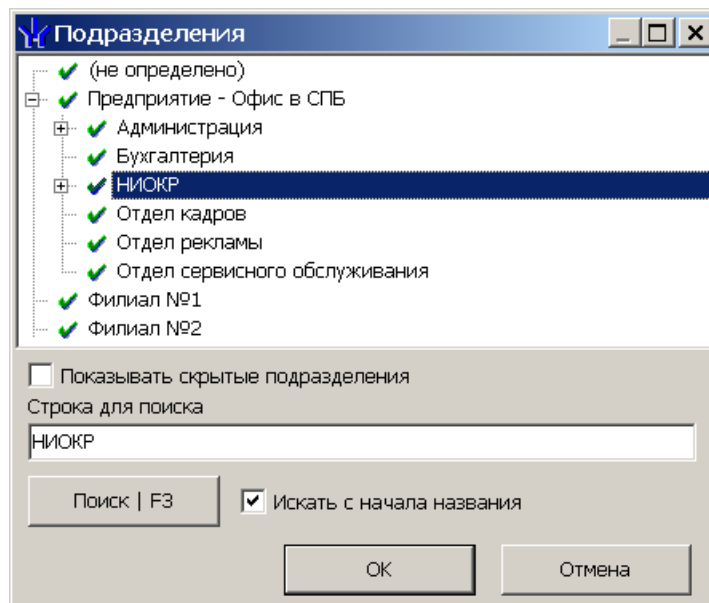 Подразделения
(не определено)
Предприятие - Офис в СПБ
Администрация
Бухгалтерия
НИОКР
Отдел кадров
Отдел рекламы
Отдел сервисного обслуживания
Филиал №1
Филиал №2
Показывать скрытые подразделения
Строка для поиска
НИОКР
Поиск | F3
Искать с начала названия
OK
Отмена